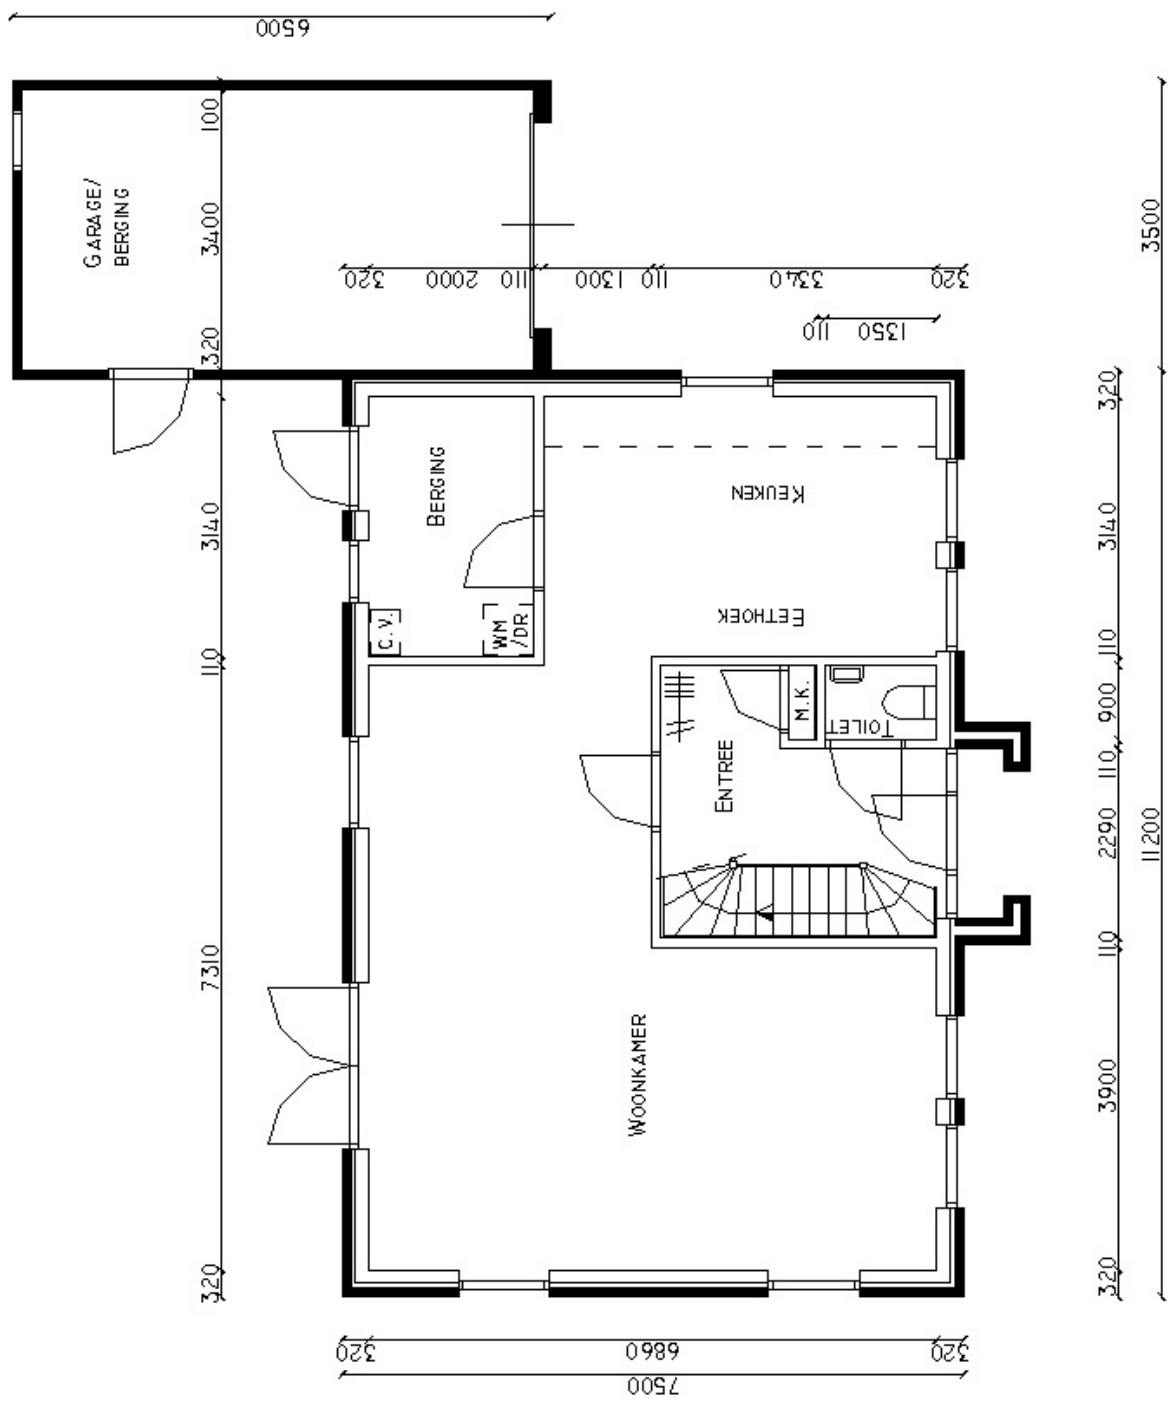 6500
100
3400
320
GARAGE/
BERGING
320
2000
110
1300
110
3340
320
110
1350
3500
320
3140
110
900
110
2290
110
3900
320
11200
3140
110
7310
320
BERGING
KEUKEN
EETHOEK
C.V.
WM
/DR
M.K.
TOILET
ENTREE
WOONKAMER
320
6860
320
7500